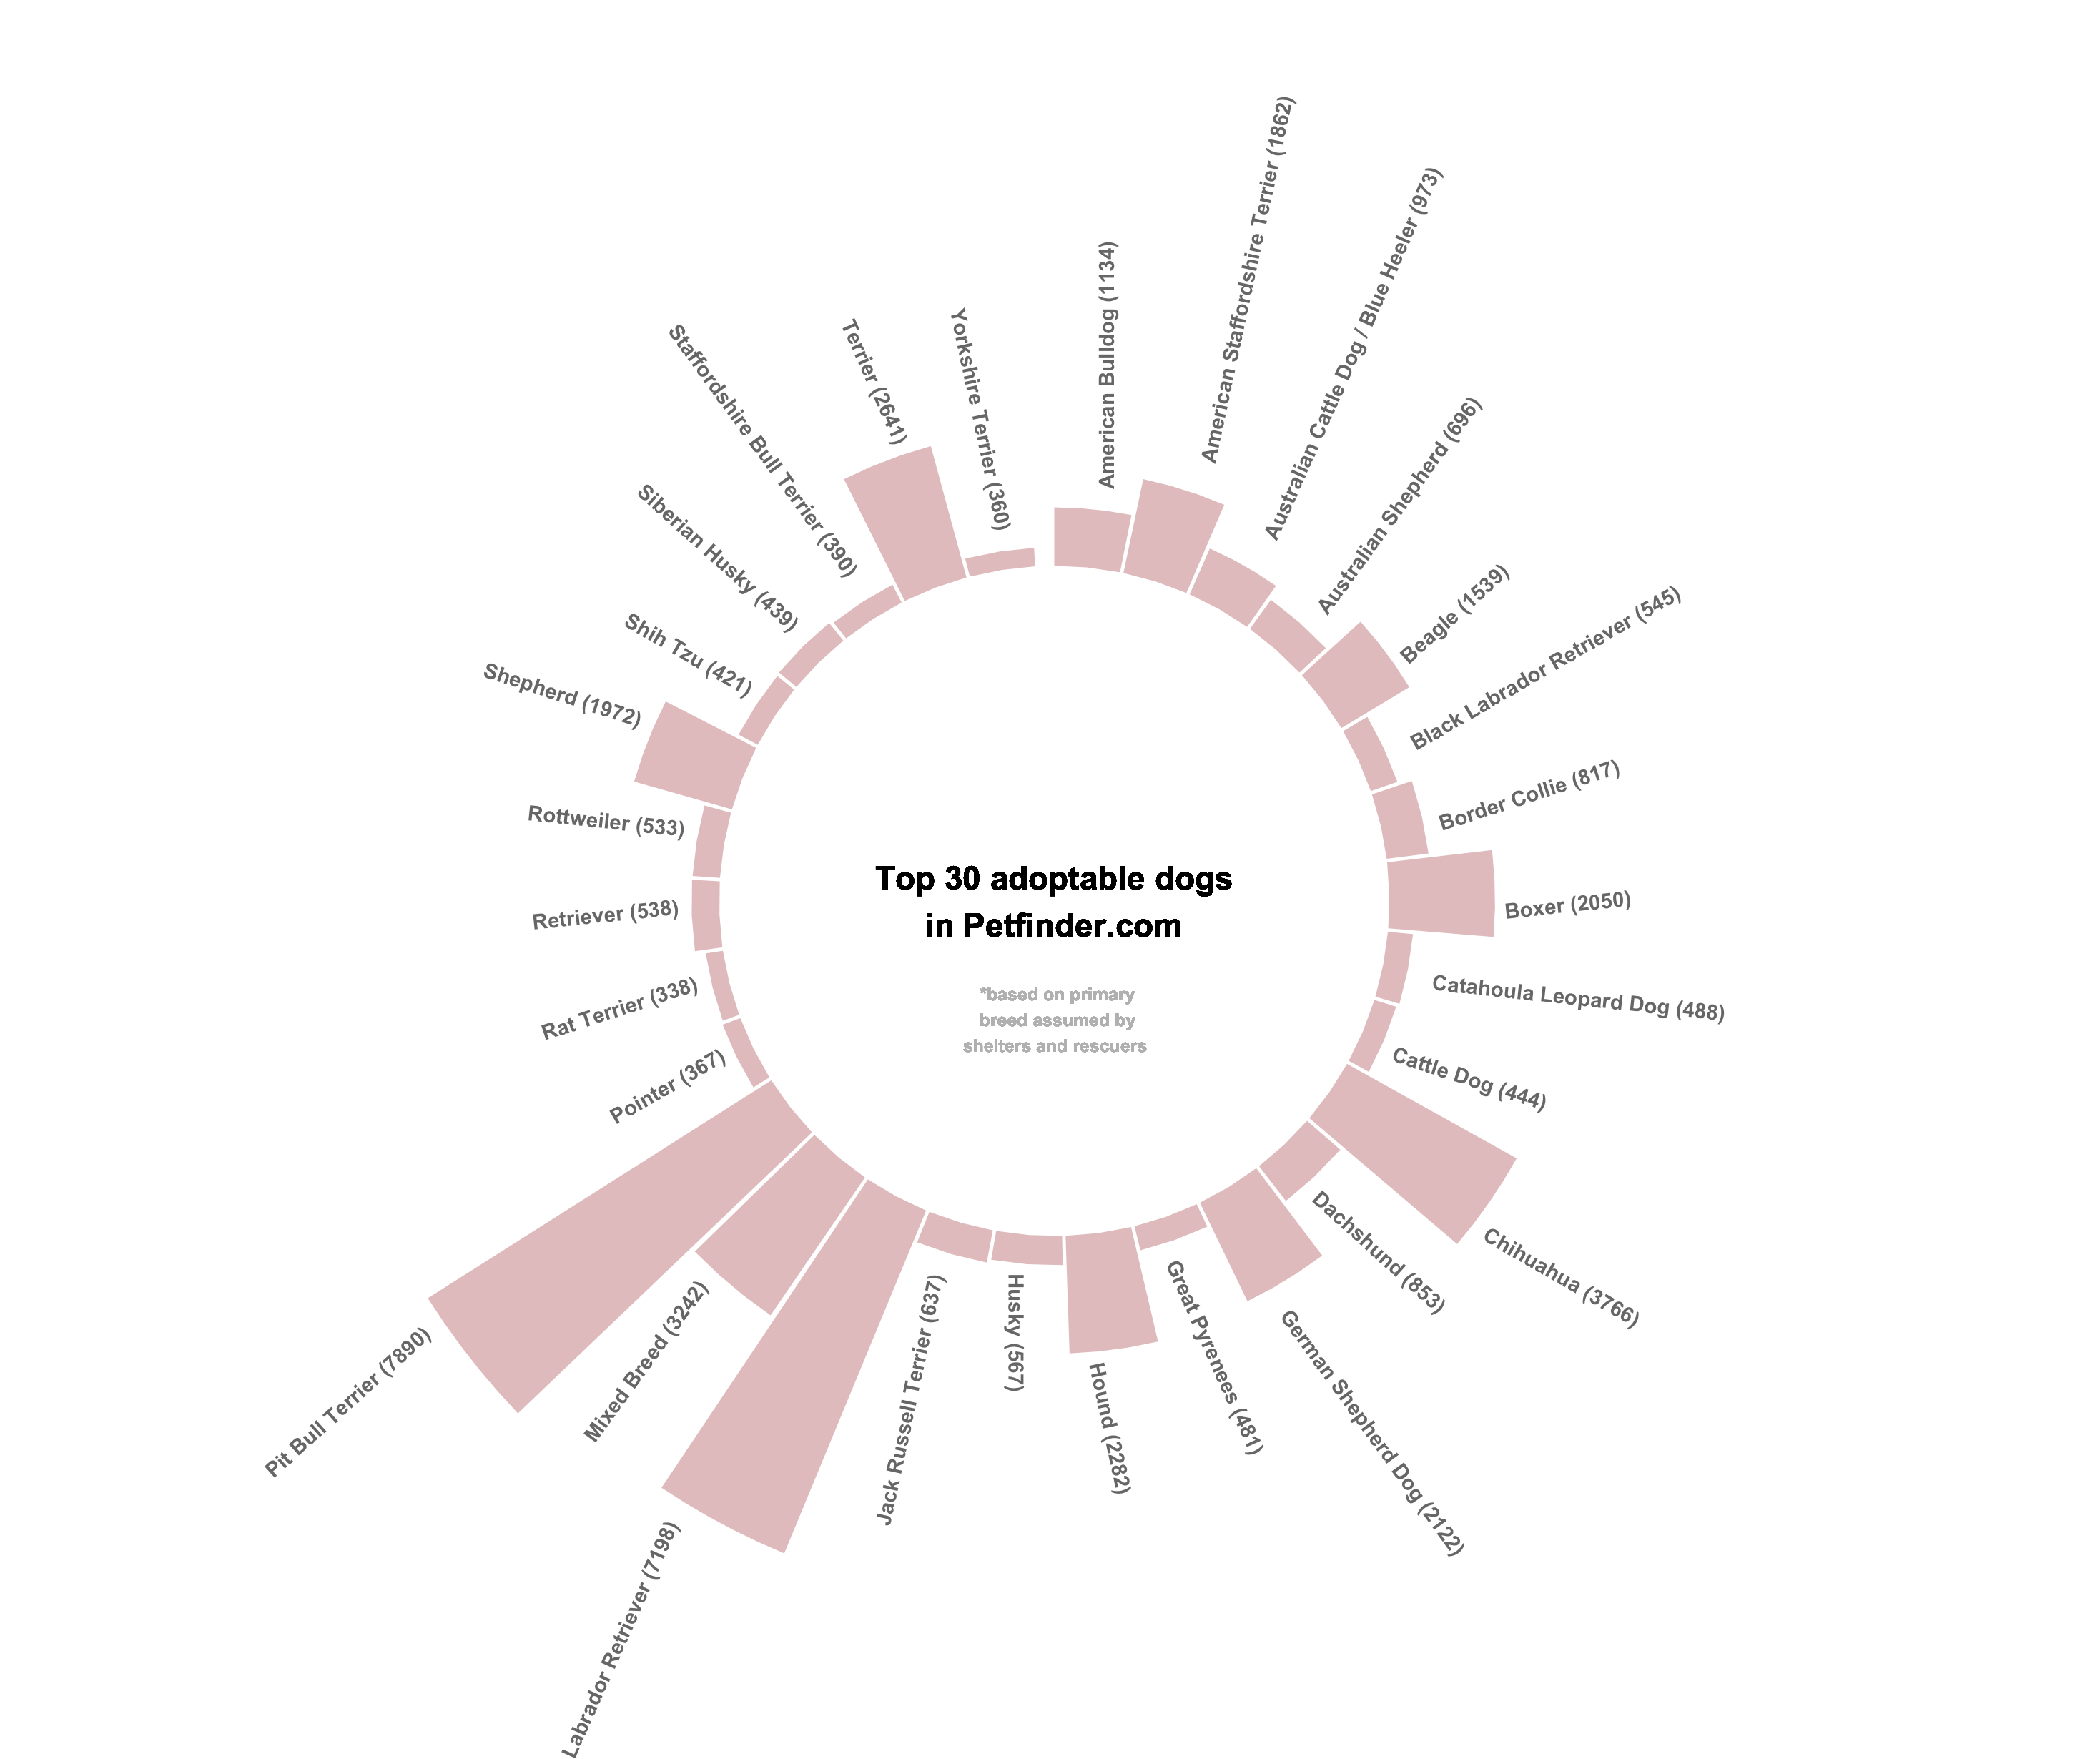 Top 30 adoptable dogs
in Petfinder.com
*based on primary
breed assumed by
shelters and rescuers
American Bulldog (1134)
American Staffordshire Terrier (1862)
Australian Cattle Dog / Blue Heeler (973)
Australian Shepherd (696)
Beagle (1539)
Black Labrador Retriever (545)
Border Collie (817)
Boxer (2050)
Catahoula Leopard Dog (488)
Cattle Dog (444)
Chihuahua (3766)
Dachshund (853)
German Shepherd Dog (2122)
Great Pyrenees (481)
Hound (2282)
Husky (567)
Jack Russell Terrier (637)
Labrador Retriever (7198)
Mixed Breed (3242)
Pit Bull Terrier (7890)
Pointer (367)
Rat Terrier (338)
Retriever (538)
Rottweiler (533)
Shepherd (1972)
Shih Tzu (421)
Siberian Husky (439)
Staffordshire Bull Terrier (390)
Terrier (2641)
Yorkshire Terrier (360)